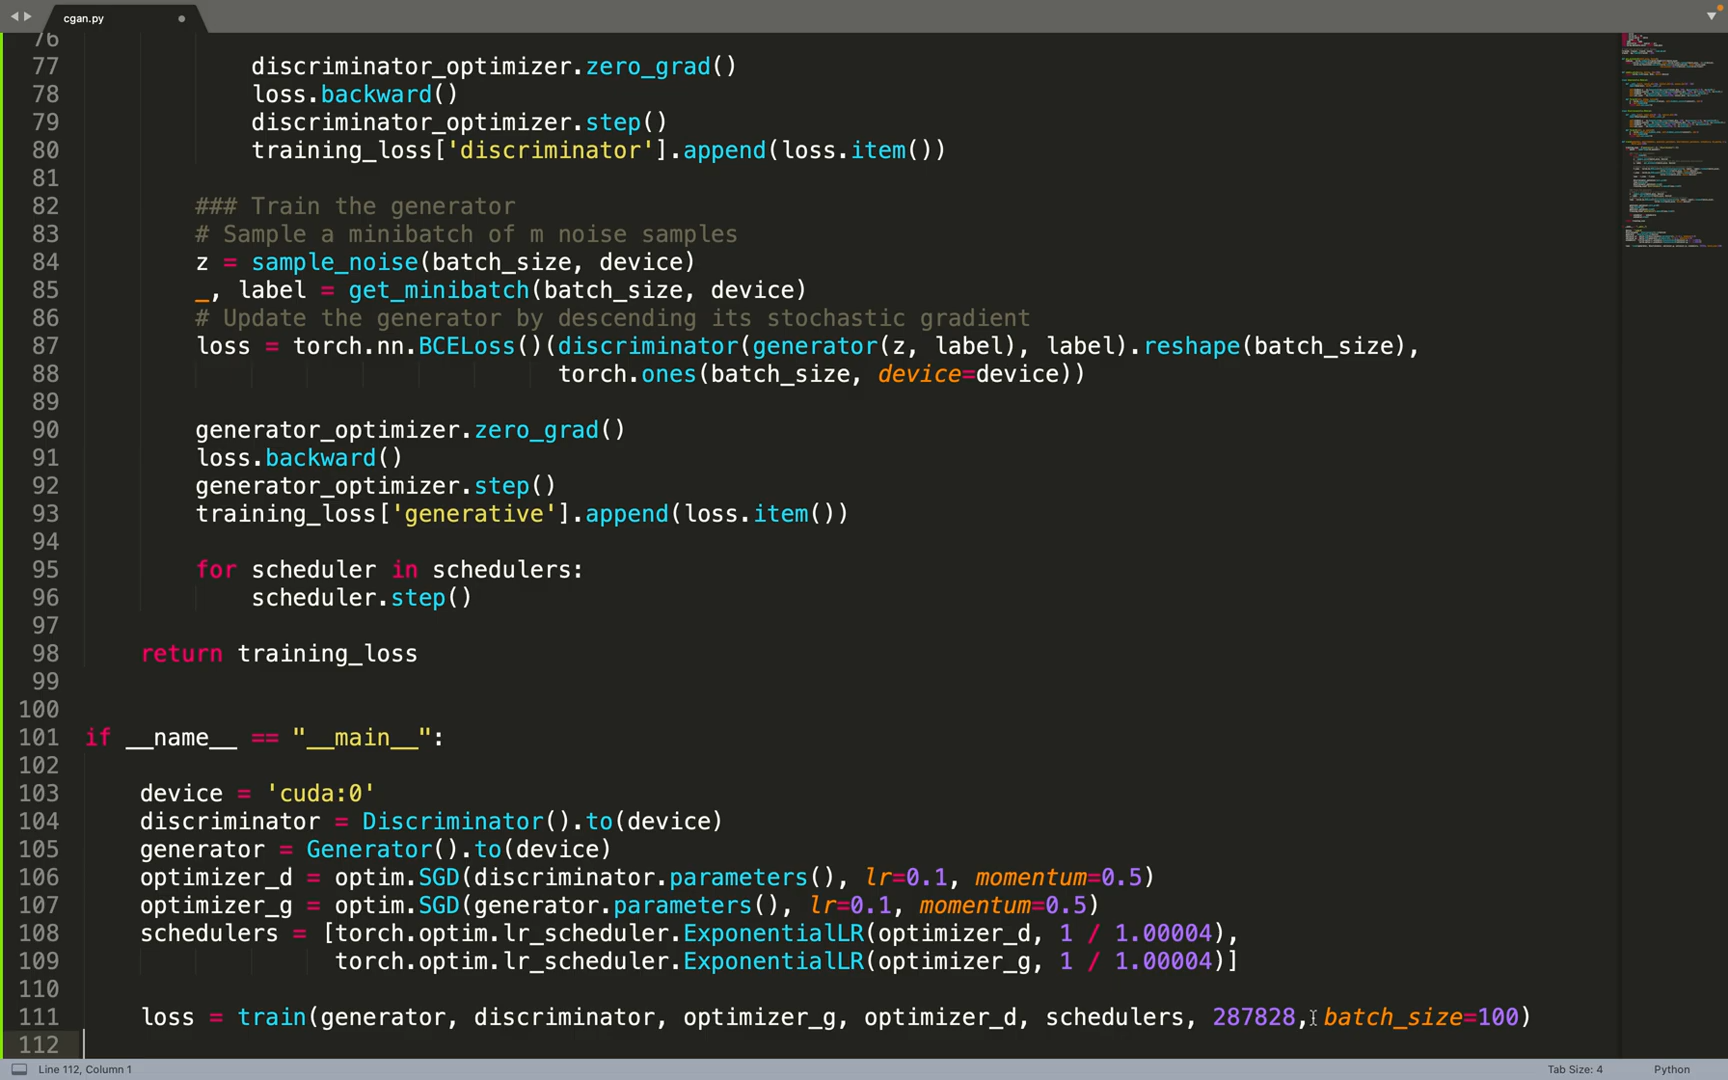 cgan.py
76
77 discriminator_optimizer.zero_grad()
78 loss.backward()
79 discriminator_optimizer.step()
80 training_loss['discriminator'].append(loss.item())
81
82 ### Train the generator
83 # Sample a minibatch of m noise samples
84 z = sample_noise(batch_size, device)
85 _, label = get_minibatch(batch_size, device)
86 # Update the generator by descending its stochastic gradient
87 loss = torch.nn.BCELoss()(discriminator(generator(z, label), label).reshape(batch_size),
88 torch.ones(batch_size, device=device))
89
90 generator_optimizer.zero_grad()
91 loss.backward()
92 generator_optimizer.step()
93 training_loss['generative'].append(loss.item())
94
95 for scheduler in schedulers:
96 scheduler.step()
97
98 return training_loss
99
100
101 if __name__ == "__main__":
102
103 device = 'cuda:0'
104 discriminator = Discriminator().to(device)
105 generator = Generator().to(device)
106 optimizer_d = optim.SGD(discriminator.parameters(), lr=0.1, momentum=0.5)
107 optimizer_g = optim.SGD(generator.parameters(), lr=0.1, momentum=0.5)
108 schedulers = [torch.optim.lr_scheduler.ExponentialLR(optimizer_d, 1 / 1.00004),
109 torch.optim.lr_scheduler.ExponentialLR(optimizer_g, 1 / 1.00004)]
110
111 loss = train(generator, discriminator, optimizer_g, optimizer_d, schedulers, 287828, batch_size=100)
112
Line 112, Column 1 Tab Size: 4 Python